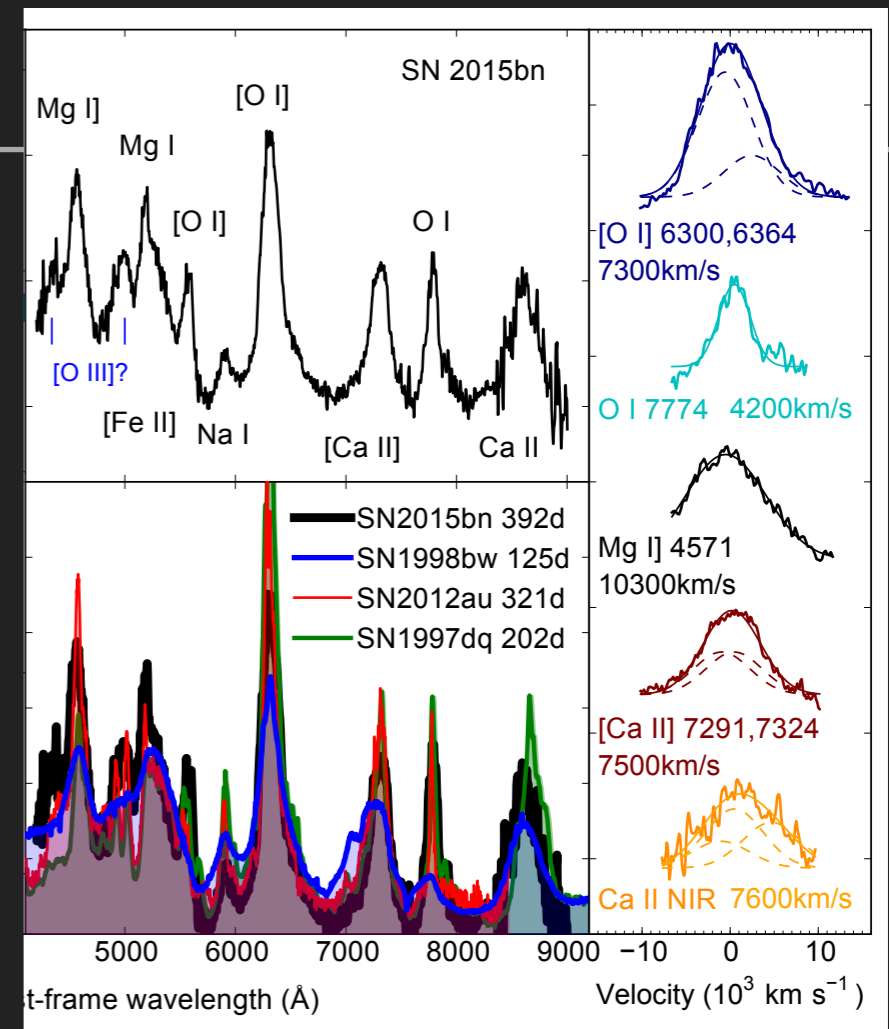 SN 2015bn
[O I]
Mg I]
Mg I
[O I]
O I
[O III]?
[Fe II]
Na I
[Ca II]
Ca II
SN2015bn 392d
SN1998bw 125d
SN2012au 321d
SN1997dq 202d
5000 6000 7000 8000 9000
t-frame wavelength (Å)
[O I] 6300,6364
7300km/s
O I 7774 4200km/s
Mg I] 4571
10300km/s
[Ca II] 7291,7324
7500km/s
Ca II NIR 7600km/s
−10 0 10
Velocity (10³ km s⁻¹ )